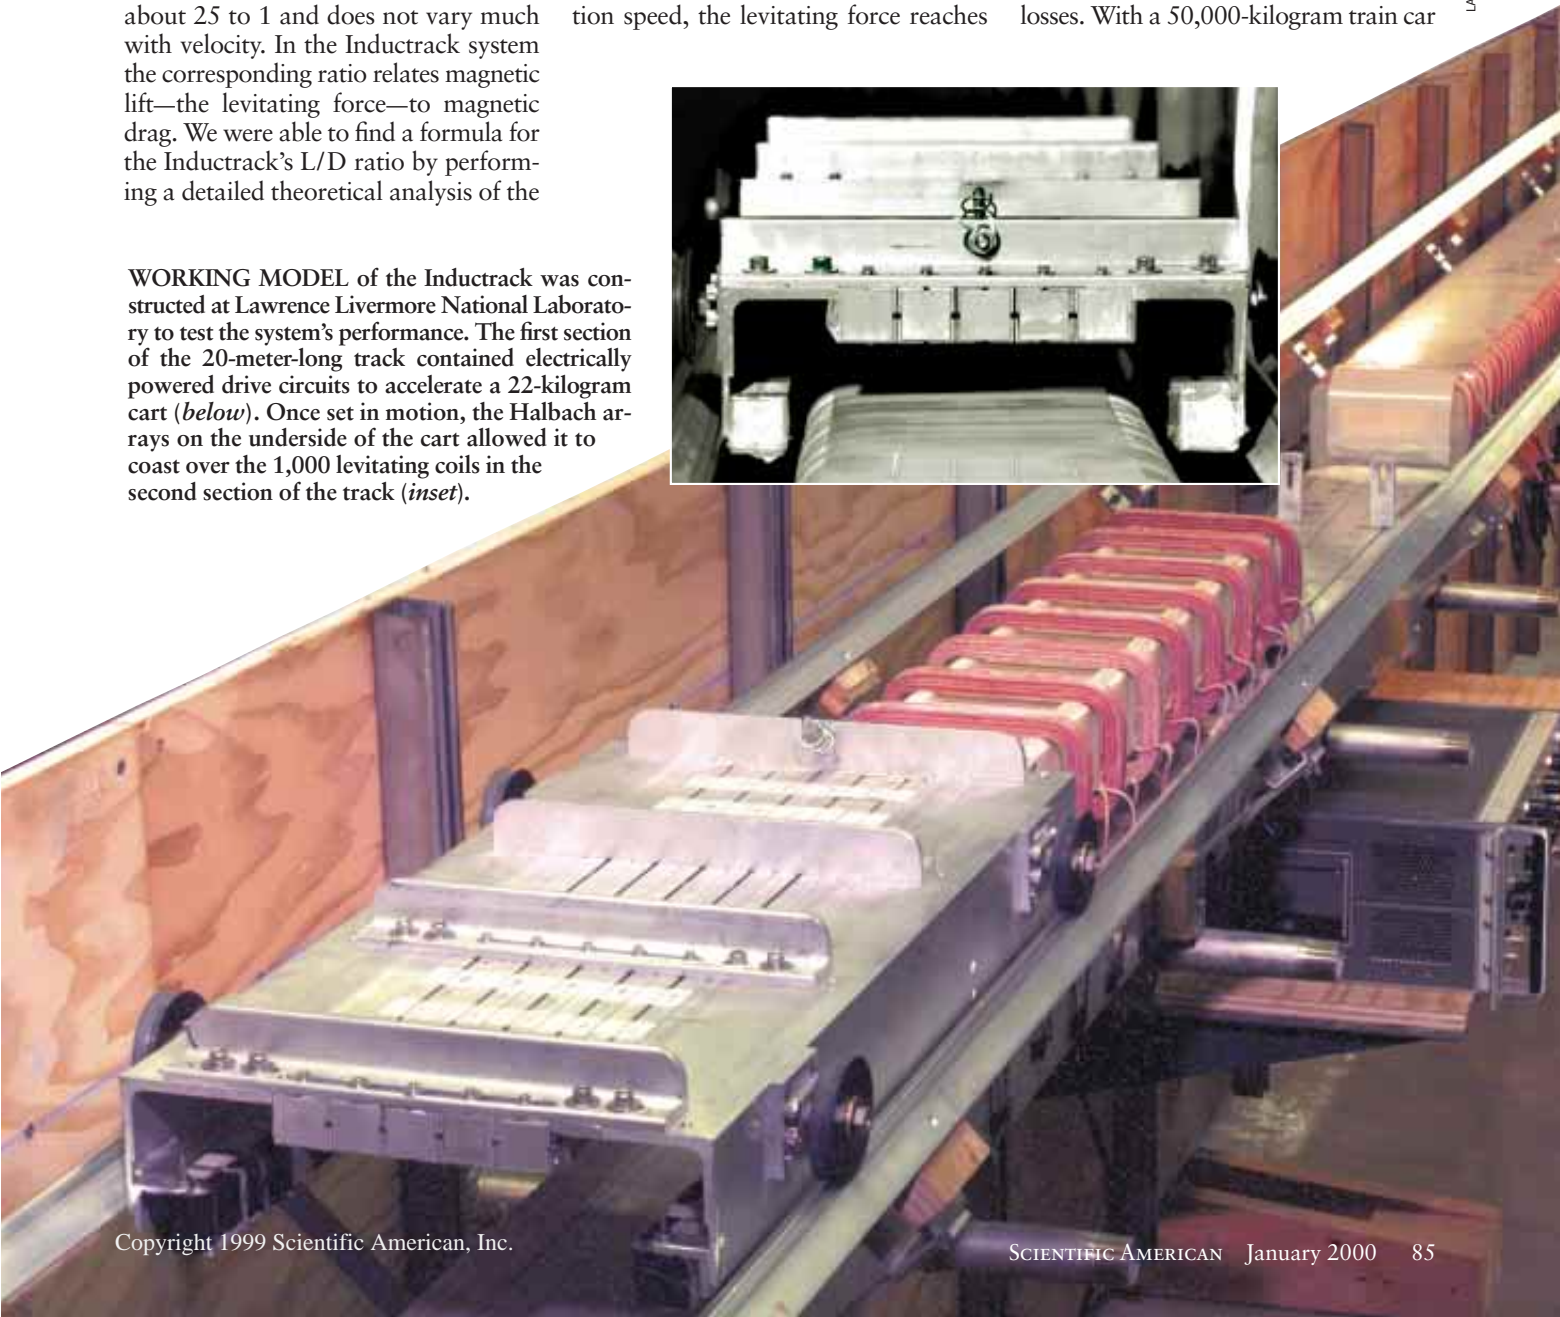 about 25 to 1 and does not vary much
with velocity. In the Inductrack system
the corresponding ratio relates magnetic
lift—the levitating force—to magnetic
drag. We were able to find a formula for
the Inductrack's L/D ratio by perform-
ing a detailed theoretical analysis of the
tion speed, the levitating force reaches
losses. With a 50,000-kilogram train car
WORKING MODEL of the Inductrack was con-
structed at Lawrence Livermore National Laborato-
ry to test the system's performance. The first section
of the 20-meter-long track contained electrically
powered drive circuits to accelerate a 22-kilogram
cart (below). Once set in motion, the Halbach ar-
rays on the underside of the cart allowed it to
coast over the 1,000 levitating coils in the
second section of the track (inset).
Copyright 1999 Scientific American, Inc.
SCIENTIFIC AMERICAN January 2000 85